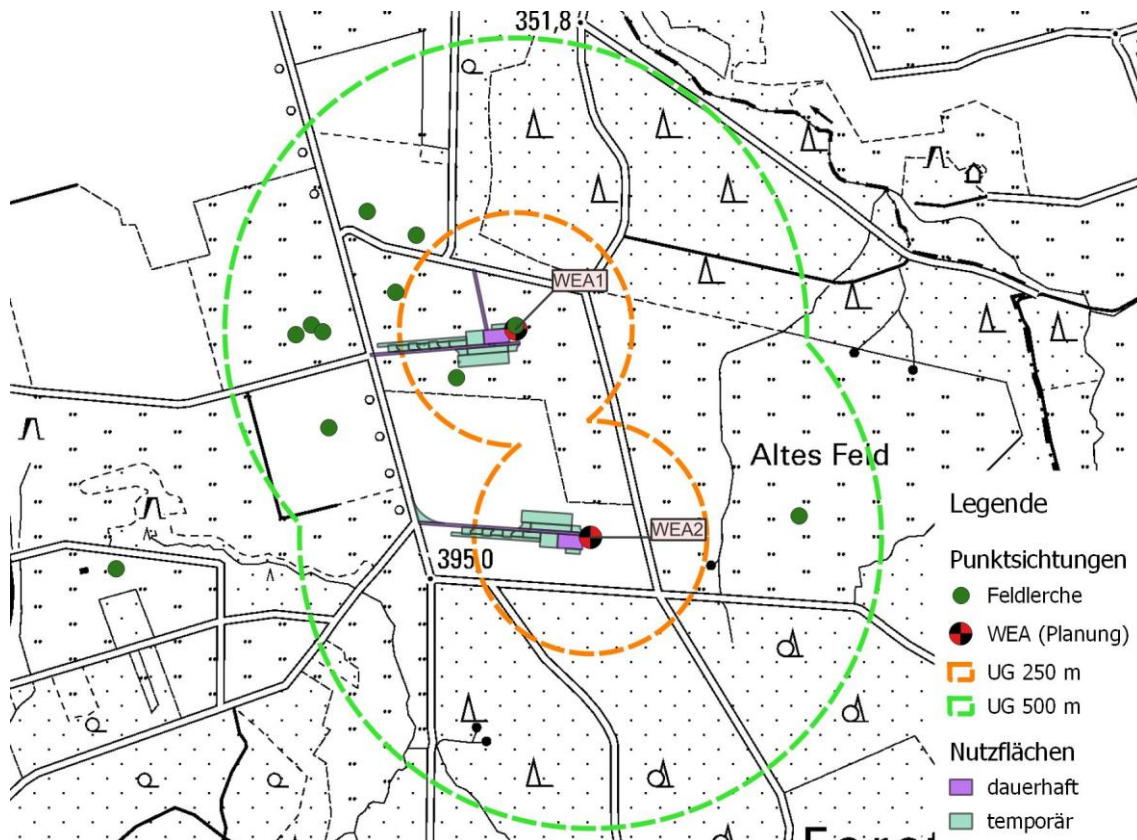 351,8
WEA1
Altes Feld
WEA2
395,0
Legende
Punktsichtungen
Feldlerche
WEA (Planung)
UG 250 m
UG 500 m
Nutzflächen
dauerhaft
temporär